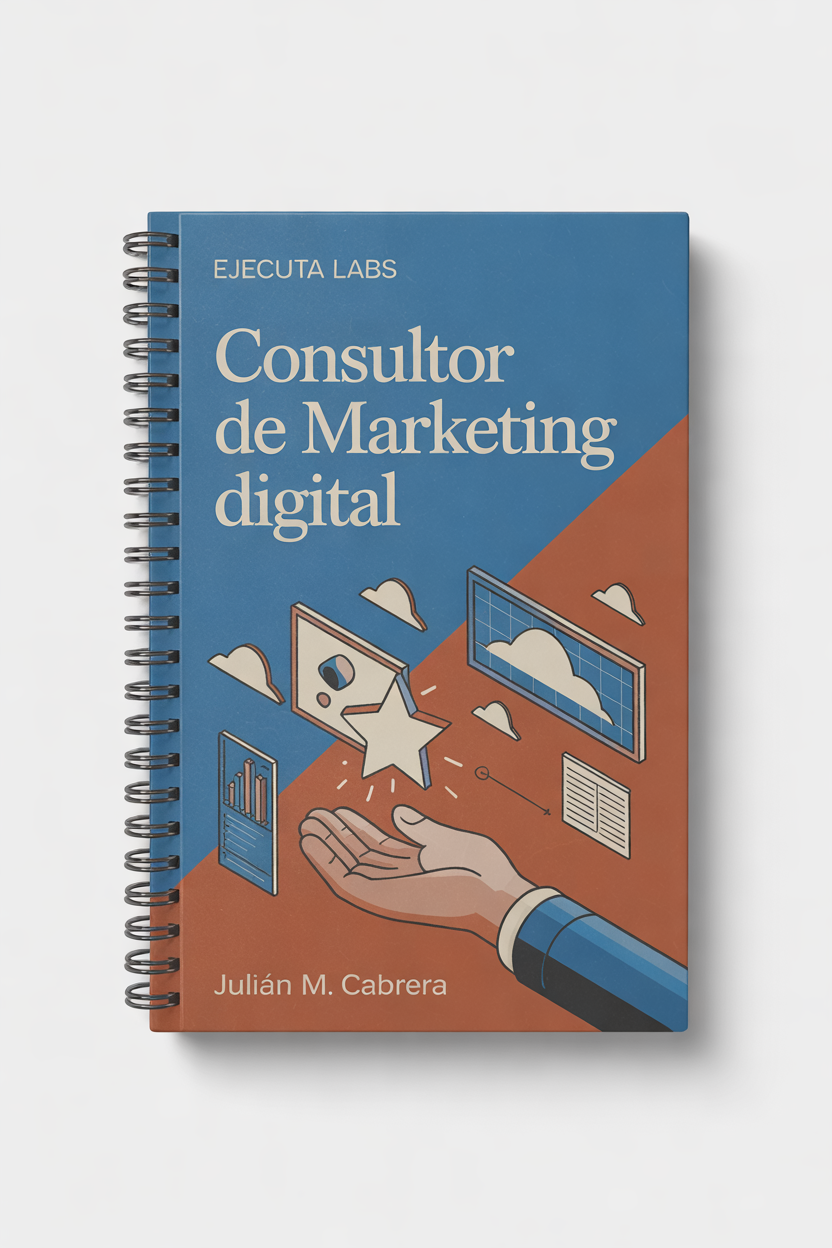 EJECUTA LABS
Consultor
de Marketing
digital
Julián M. Cabrera